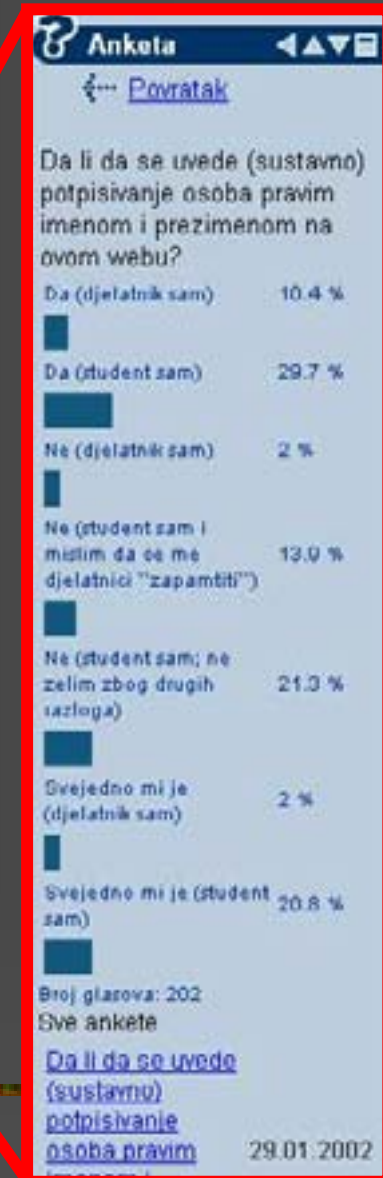 Anketa
Povratak
Da li da se uvede (sustavno)
potpisivanje osoba pravim
imenom i prezimenom na
ovom webu?
Da (djelatnik sam) 10.4 %
Da (student sam) 29.7 %
Ne (djelatnik sam) 2 %
Ne (student sam i
mislim da ce me 13.9 %
djelatnici "zapamtiti")
Ne (student sam; ne
zelim zbog drugih 21.3 %
razloga)
Svejedno mi je
(djelatnik sam) 2 %
Svejedno mi je (student 20.8 %
sam)
Broj glasova: 202
Sve ankete
Da li da se uvede
(sustavno)
potpisivanje
osoba pravim 29.01.2002
imenom i